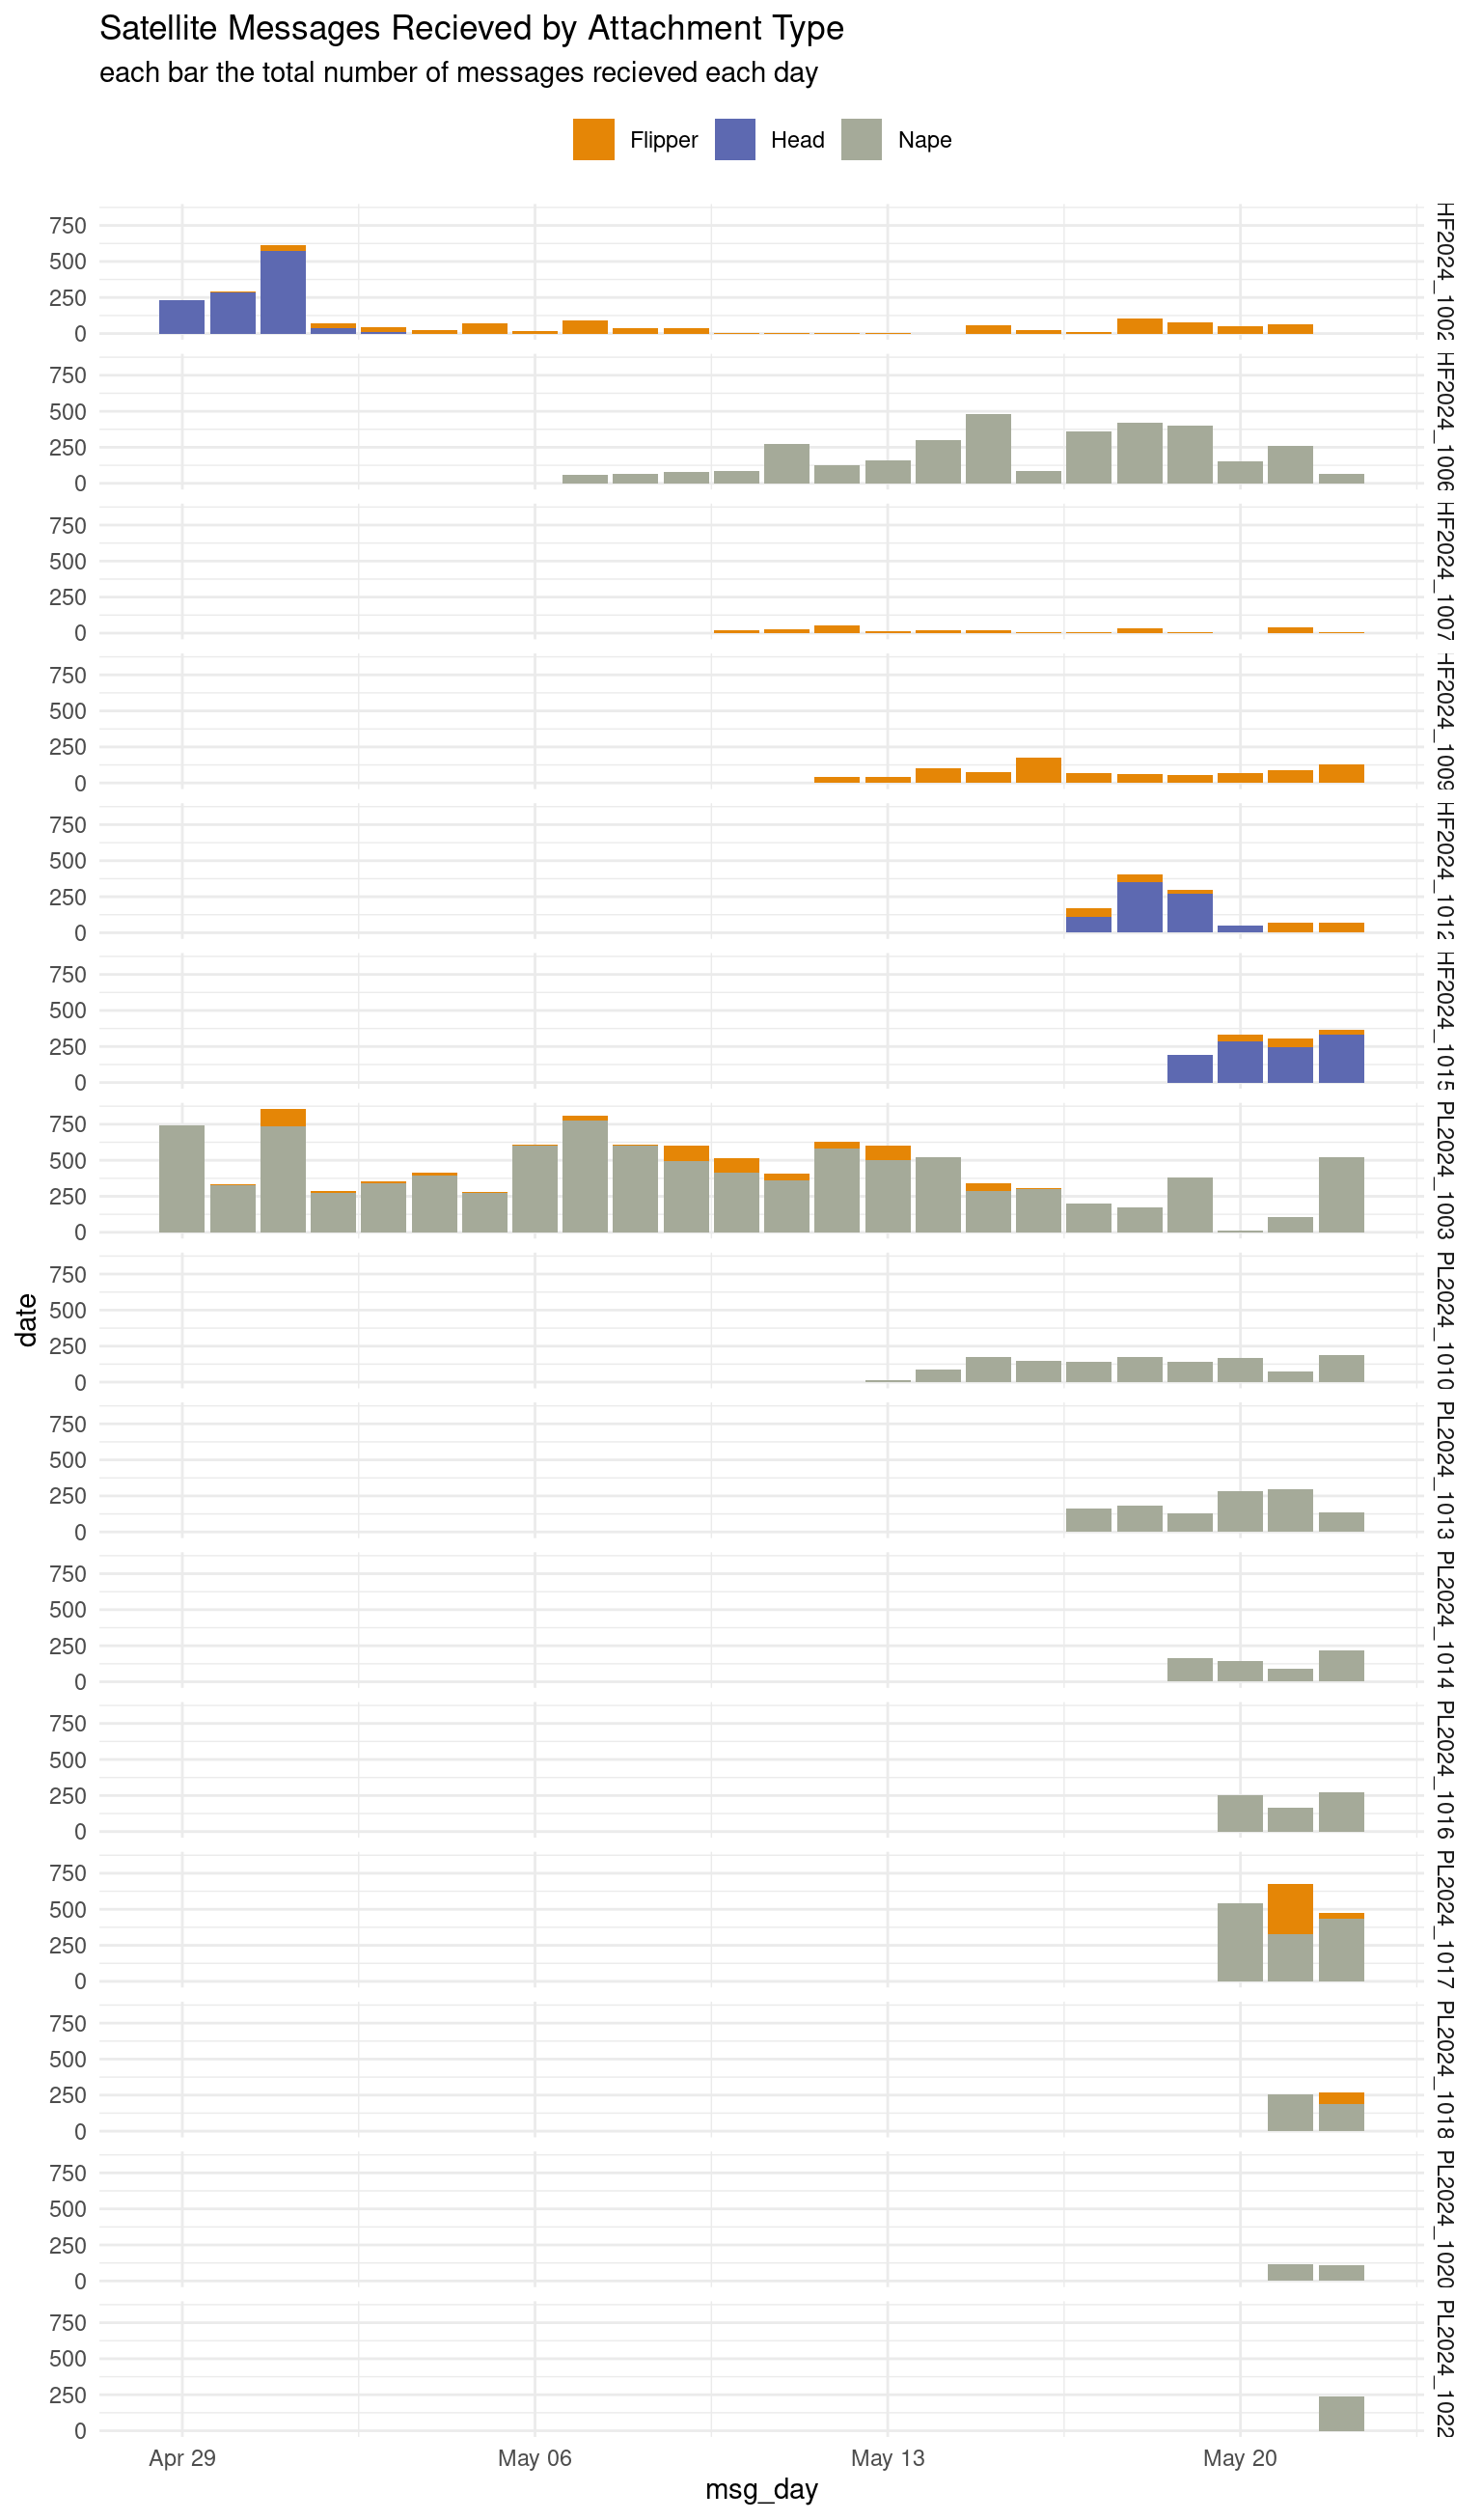 Satellite Messages Recieved by Attachment Type
each bar the total number of messages recieved each day
Flipper Head Nape
750
500
250
0
HF2024_1002
750
500
250
0
HF2024_1006
750
500
250
0
HF2024_1007
750
500
250
0
HF2024_1009
750
500
250
0
HF2024_1012
750
500
250
0
HF2024_1015
750
500
250
0
PL2024_1003
date
750
500
250
0
PL2024_1010
750
500
250
0
PL2024_1013
750
500
250
0
PL2024_1014
750
500
250
0
PL2024_1016
750
500
250
0
PL2024_1017
750
500
250
0
PL2024_1018
750
500
250
0
PL2024_1020
750
500
250
0
PL2024_1022
Apr 29 May 06 May 13 May 20
msg_day